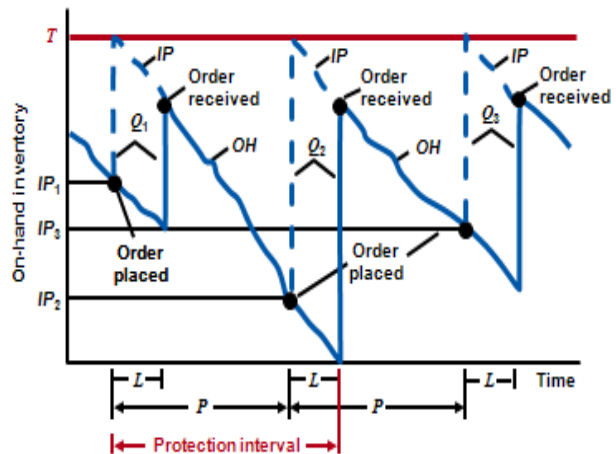 T
IP
IP
IP
Order received
Order received
Order received
Q1
Q2
Q3
OH
OH
On-hand inventory
IP1
IP3
IP2
Order placed
Order placed
L
L
L
Time
P
P
Protection interval